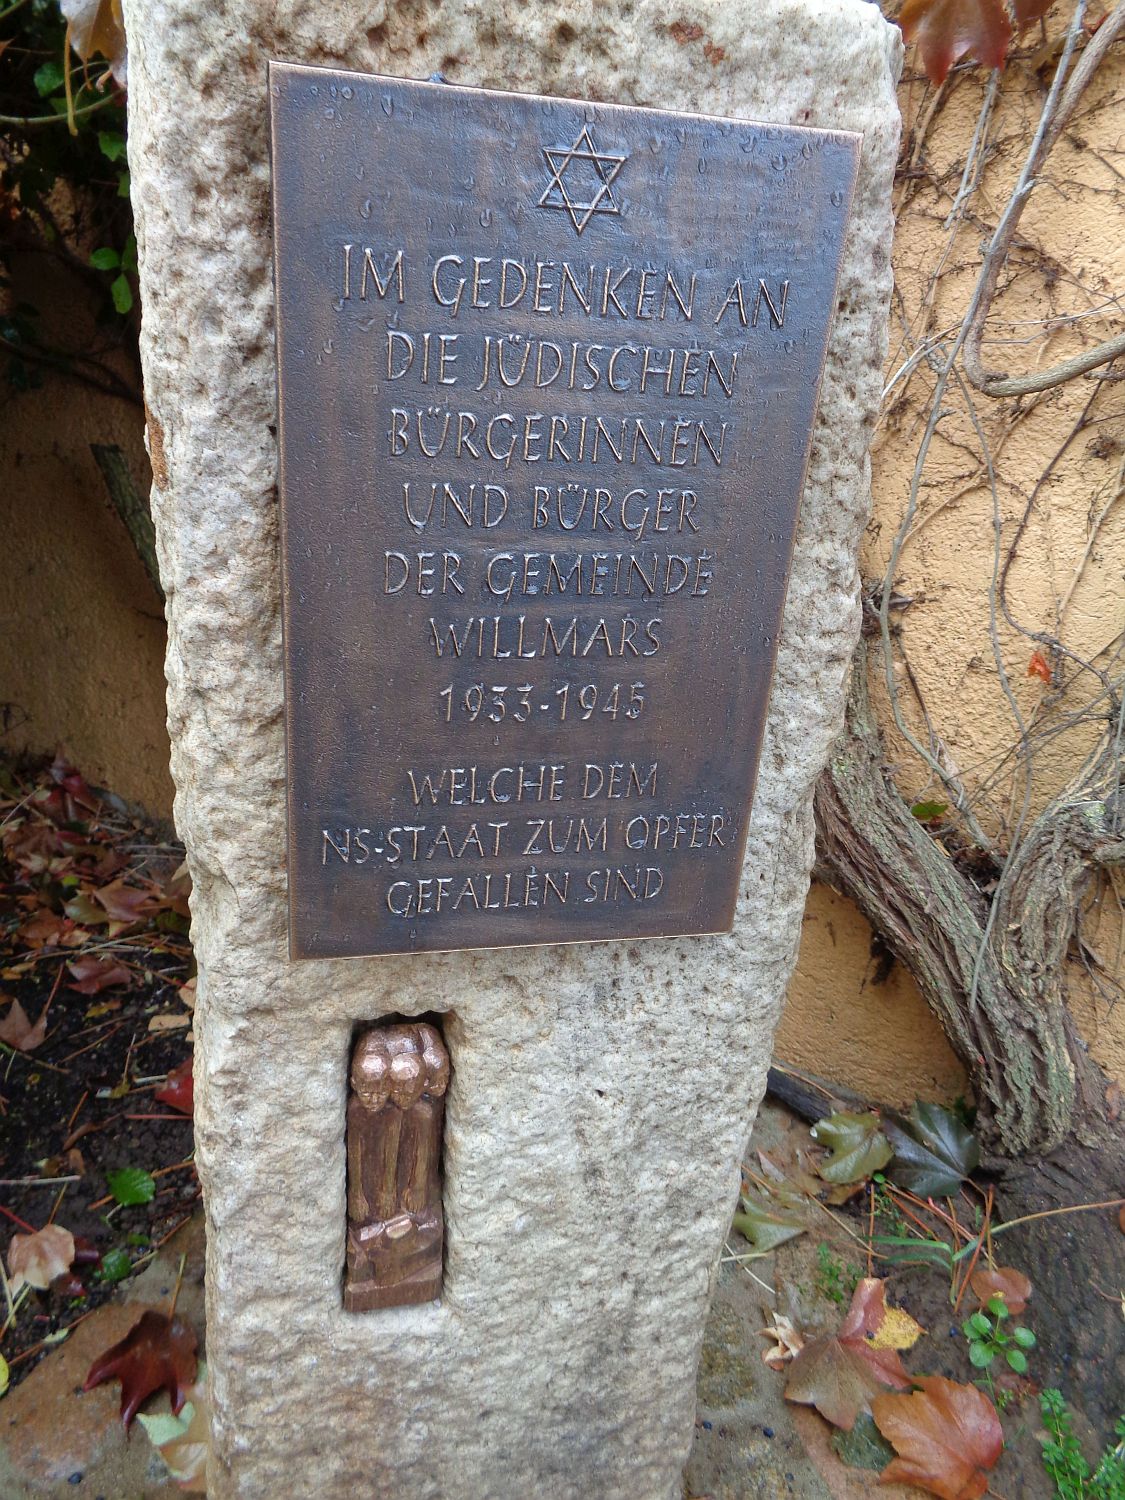 IM GEDENKEN AN
DIE JÜDISCHEN
BÜRGERINNEN
UND BÜRGER
DER GEMEINDE
WILLMARS
1933-1945
WELCHE DEM
NS-STAAT ZUM OPFER
GEFALLEN SIND